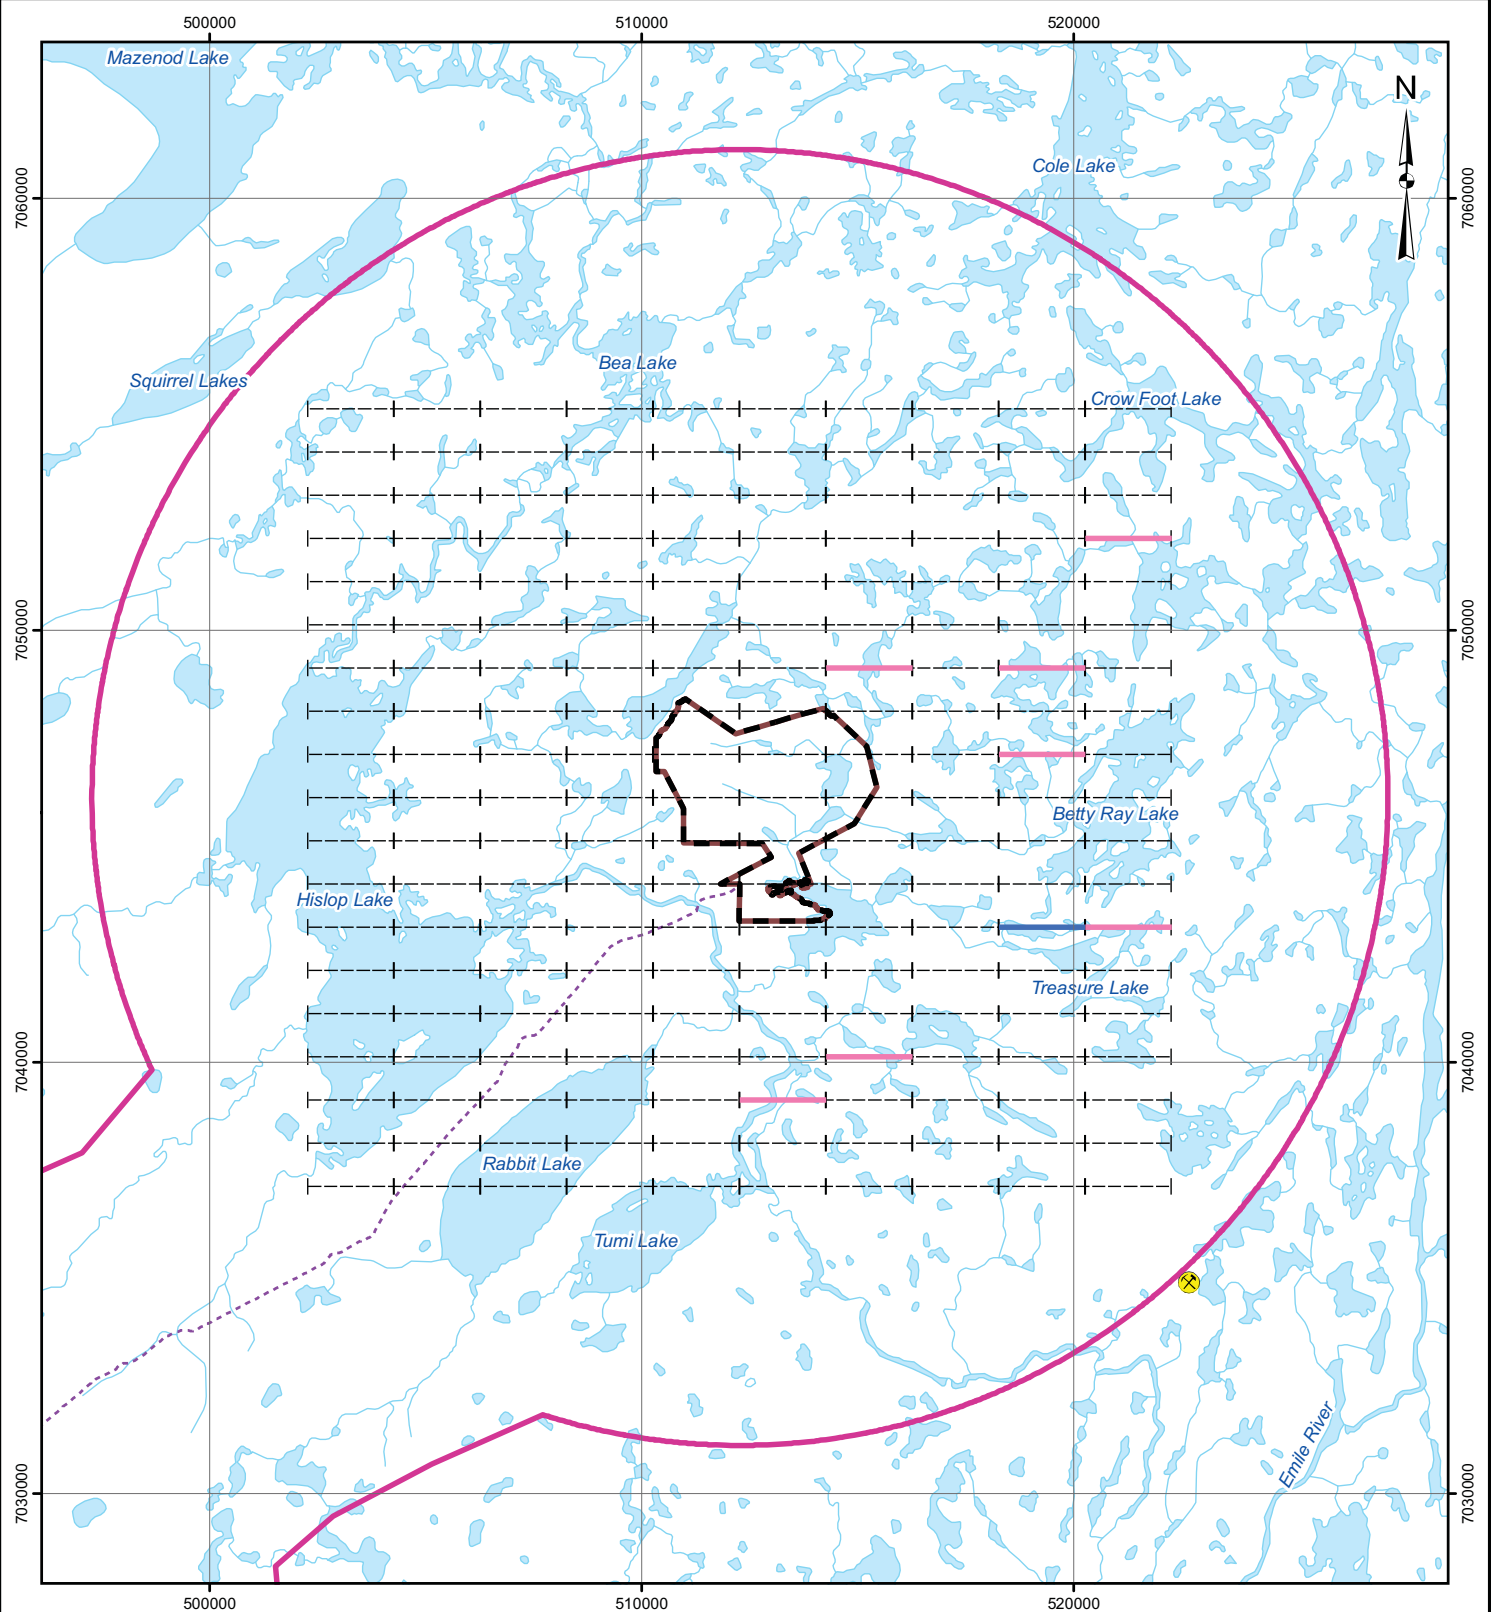 500000 510000 520000
Mazenod Lake
N
Cole Lake
7060000 7060000
Bea Lake
Squirrel Lakes
Crow Foot Lake
7050000 7050000
Betty Ray Lake
Hislop Lake
Treasure Lake
7040000 7040000
Rabbit Lake
Tumi Lake
Emile River
7030000 7030000
500000 510000 520000